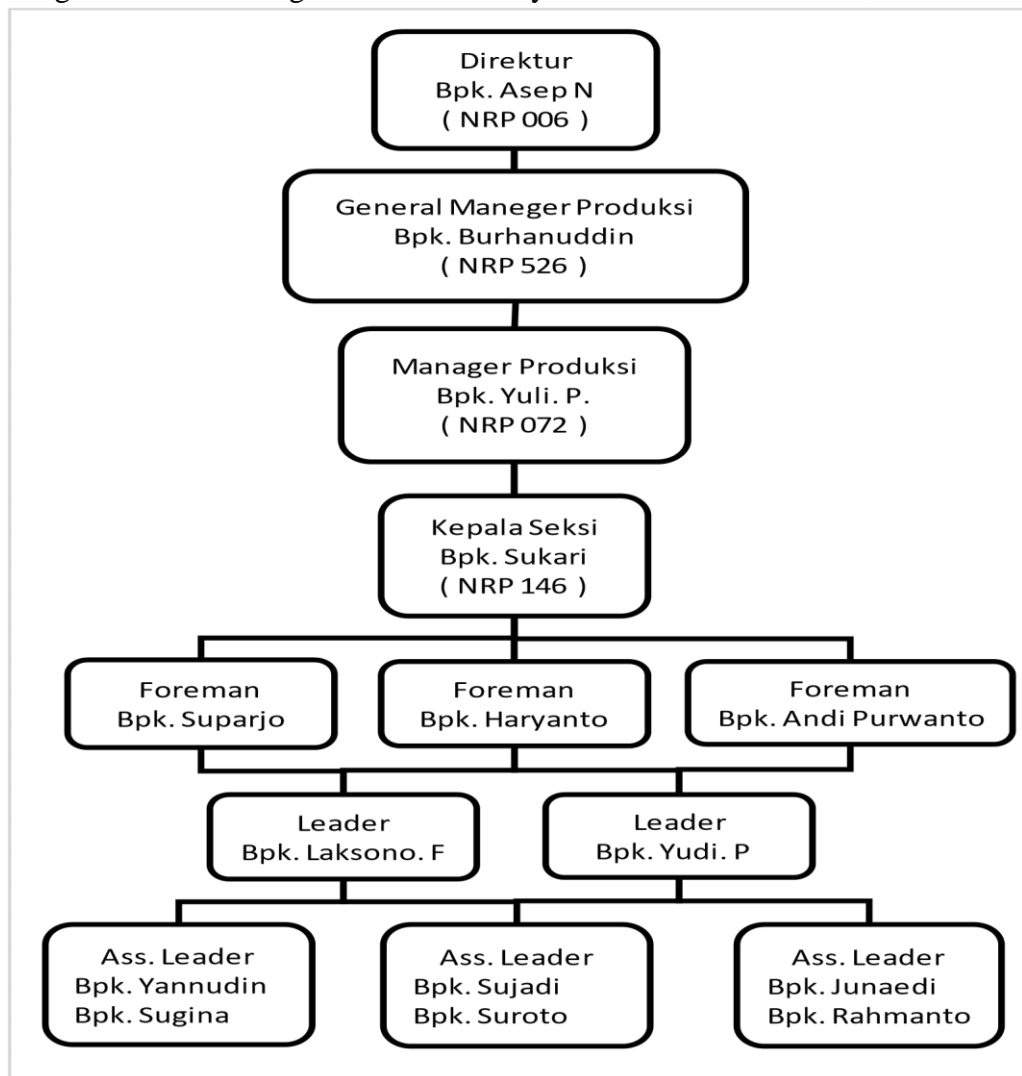 Direktur
Bpk. Asep N
( NRP 006 )
General Maneger Produksi
Bpk. Burhanuddin
( NRP 526 )
Manager Produksi
Bpk. Yuli. P.
( NRP 072 )
Kepala Seksi
Bpk. Sukari
( NRP 146 )
Foreman
Bpk. Suparjo
Foreman
Bpk. Haryanto
Foreman
Bpk. Andi Purwanto
Leader
Bpk. Laksono. F
Leader
Bpk. Yudi. P
Ass. Leader
Bpk. Yannudin
Bpk. Sugina
Ass. Leader
Bpk. Sujadi
Bpk. Suroto
Ass. Leader
Bpk. Junaedi
Bpk. Rahmanto